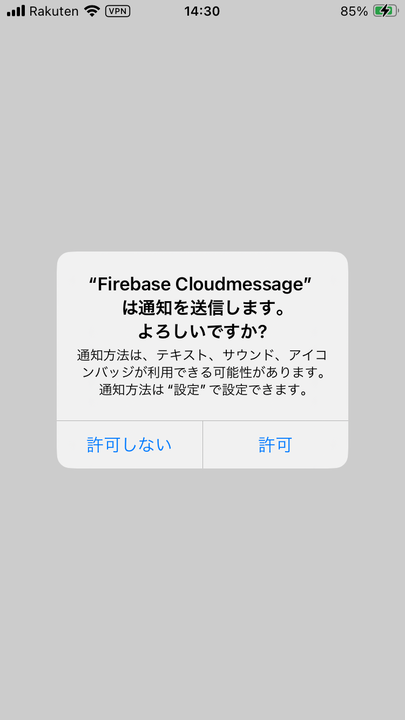 Rakuten VPN 14:30 85%
“Firebase Cloudmessage”
は通知を送信します。
よろしいですか?
通知方法は、テキスト、サウンド、アイコ
ンバッジが利用できる可能性があります。
通知方法は“設定”で設定できます。
許可しない 許可